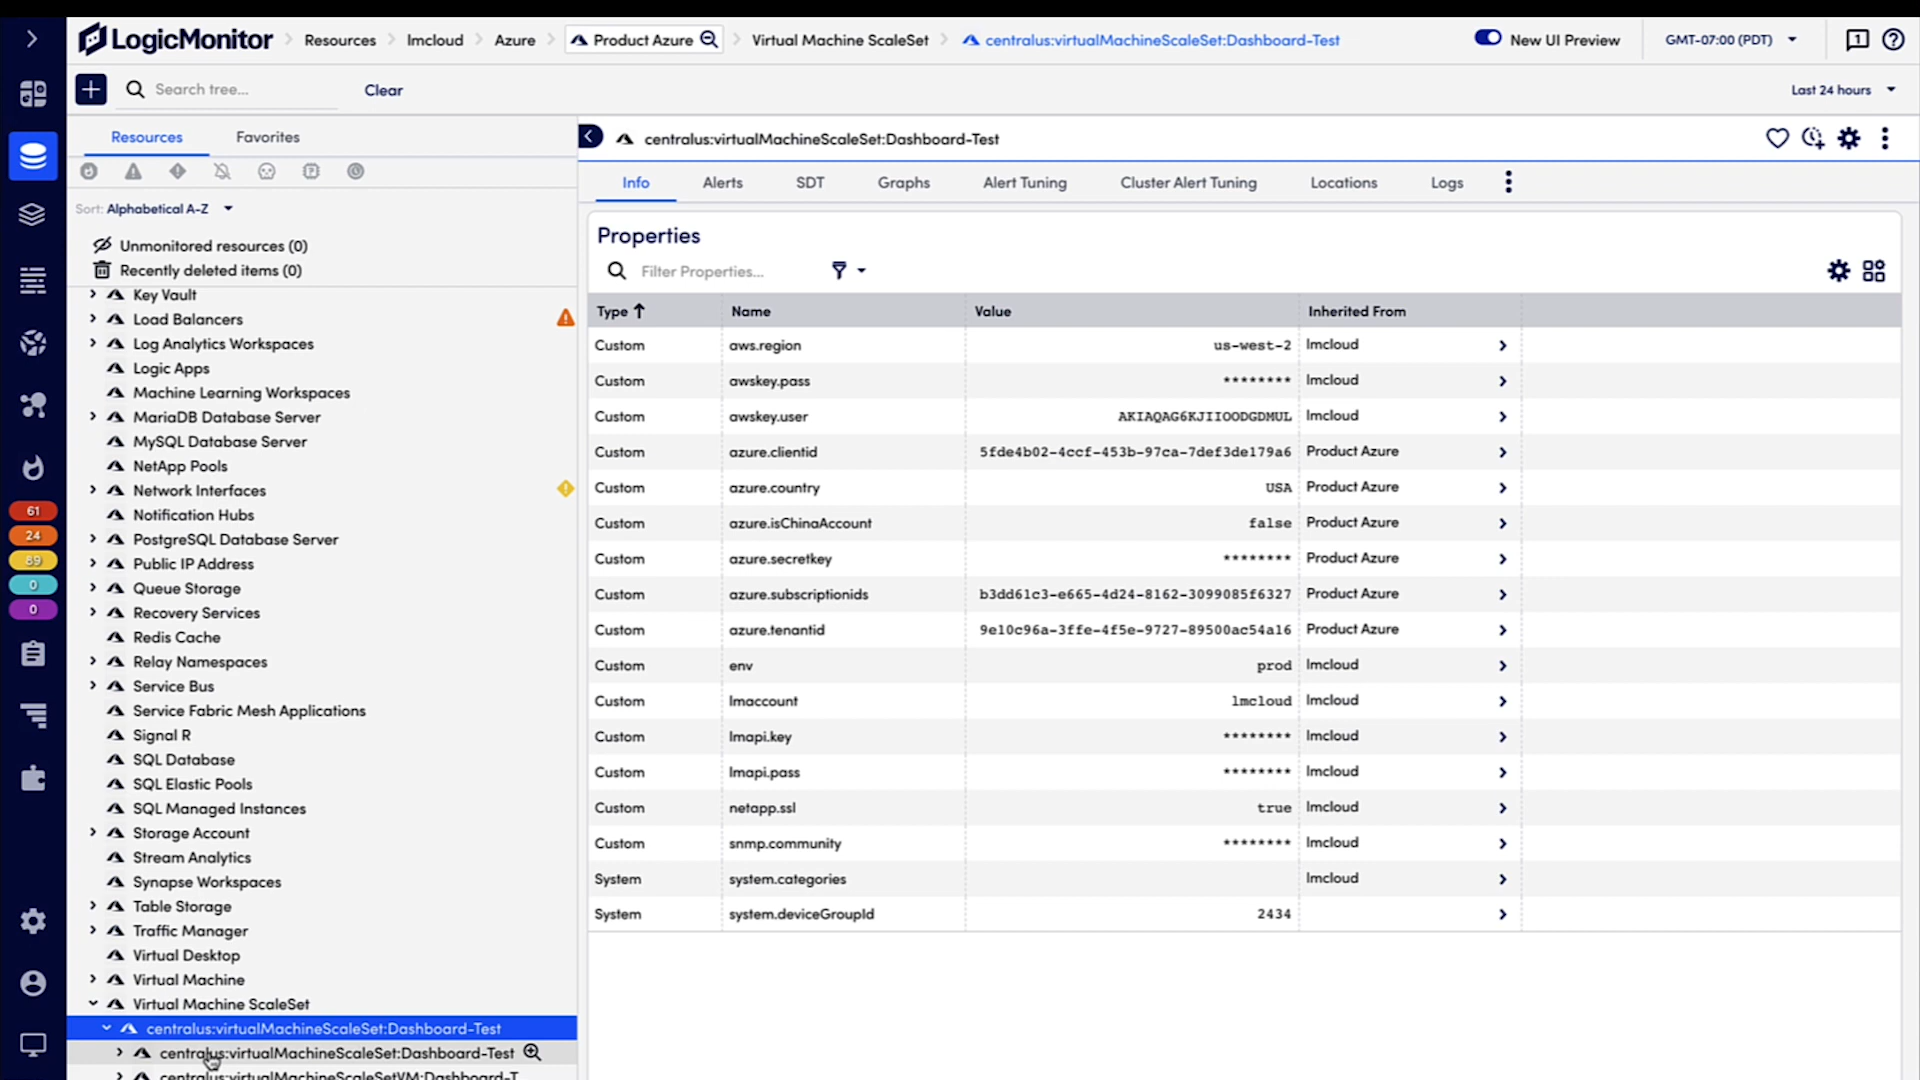 LogicMonitor Resources lmcloud Azure Product Azure Virtual Machine ScaleSet centralus:virtualMachineScaleSet:Dashboard-Test New UI Preview GMT-07:00 (PDT) 1
Search tree... Clear Last 24 hours
Resources Favorites
centralus:virtualMachineScaleSet:Dashboard-Test
Info Alerts SDT Graphs Alert Tuning Cluster Alert Tuning Locations Logs
Sort: Alphabetical A-Z
Unmonitored resources (0)
Recently deleted items (0)
Key Vault
Load Balancers
Log Analytics Workspaces
Logic Apps
Machine Learning Workspaces
MariaDB Database Server
MySQL Database Server
NetApp Pools
Network Interfaces
Notification Hubs
PostgreSQL Database Server
Public IP Address
Queue Storage
Recovery Services
Redis Cache
Relay Namespaces
Service Bus
Service Fabric Mesh Applications
Signal R
SQL Database
SQL Elastic Pools
SQL Managed Instances
Storage Account
Stream Analytics
Synapse Workspaces
Table Storage
Traffic Manager
Virtual Desktop
Virtual Machine
Virtual Machine ScaleSet
centralus:virtualMachineScaleSet:Dashboard-Test
centralus:virtualMachineScaleSet:Dashboard-Test
centralus:virtualMachineScaleSetVM:Dashboard-T
61
24
89
0
0
Properties
Filter Properties...
Type Name Value Inherited From
Custom aws.region us-west-2 lmcloud
Custom awskey.pass ******** lmcloud
Custom awskey.user AKIAQAG6KJIIOODGDMUL lmcloud
Custom azure.clientid 5fde4b02-4ccf-453b-97ca-7def3de179a6 Product Azure
Custom azure.country USA Product Azure
Custom azure.isChinaAccount false Product Azure
Custom azure.secretkey ******** Product Azure
Custom azure.subscriptionids b3dd61c3-e665-4d24-8162-3099085f6327 Product Azure
Custom azure.tenantid 9e10c96a-3ffe-4f5e-9727-89500ac54a16 Product Azure
Custom env prod lmcloud
Custom lmaccount lmcloud lmcloud
Custom lmapi.key ******** lmcloud
Custom lmapi.pass ******** lmcloud
Custom netapp.ssl true lmcloud
Custom snmp.community ******** lmcloud
System system.categories lmcloud
System system.deviceGroupId 2434